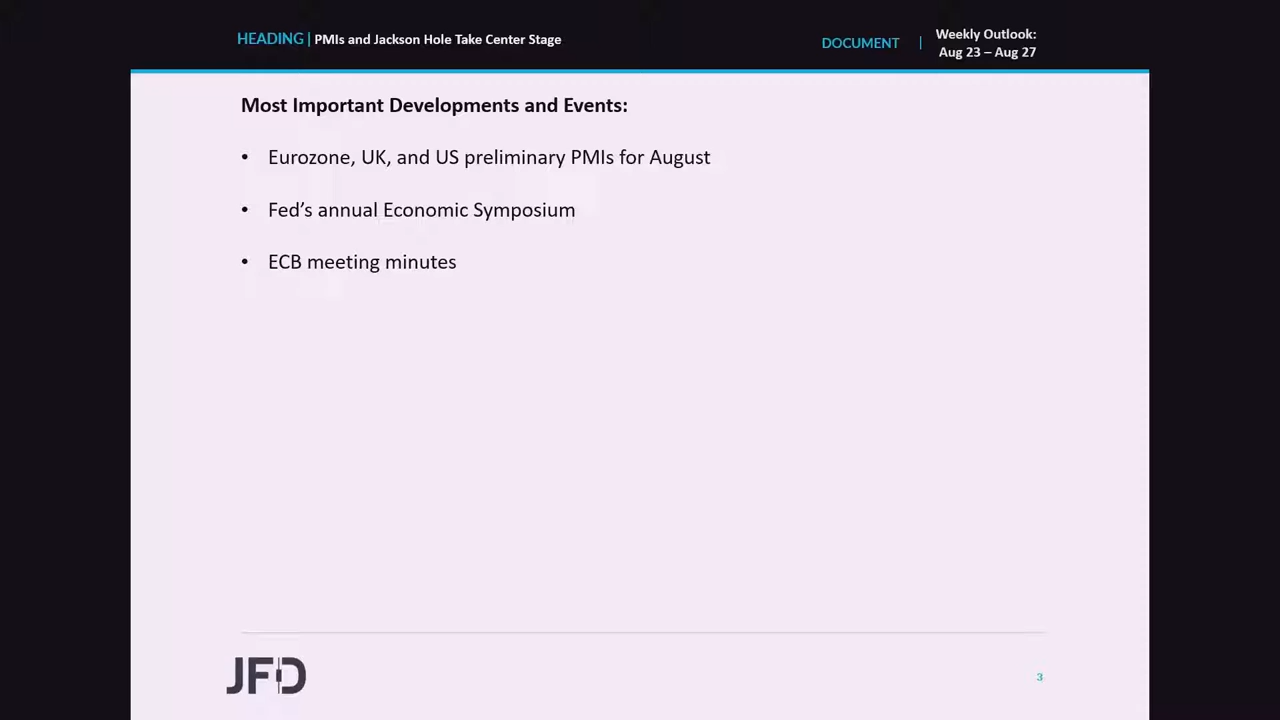 HEADING | PMIs and Jackson Hole Take Center Stage
DOCUMENT | Weekly Outlook:
Aug 23 – Aug 27
Most Important Developments and Events:
• Eurozone, UK, and US preliminary PMIs for August
• Fed’s annual Economic Symposium
• ECB meeting minutes
JFD
3